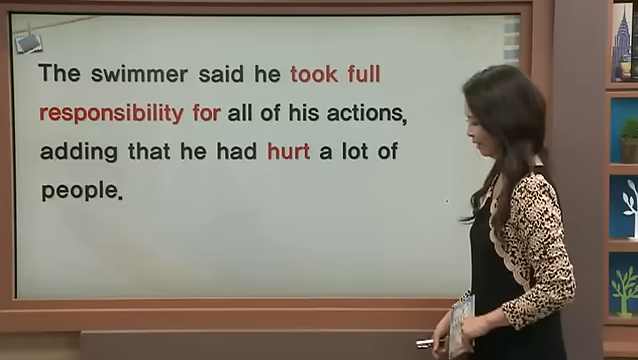 The swimmer said he took full
responsibility for all of his actions,
adding that he had hurt a lot of
people.